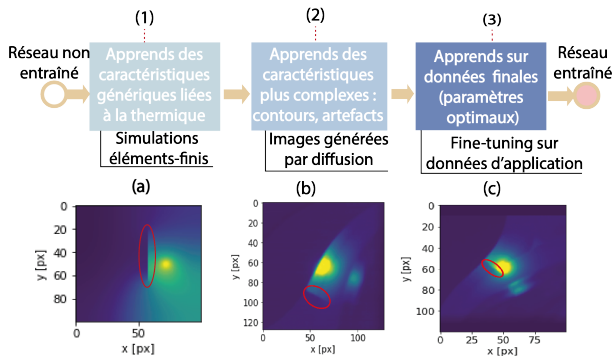 (1)
(2)
(3)
Réseau non
entraîné
Apprends des
caractéristiques
génériques liées
à la thermique
Apprends des
caractéristiques
plus complexes :
contours, artefacts
Apprends sur
données finales
(paramètres
optimaux)
Réseau
entraîné
Simulations
éléments-finis
Images générées
par diffusion
Fine-tuning sur
données d'application
(a)
(b)
(c)
0
20
40
60
80
y [px]
0
50
x [px]
0
20
40
60
80
100
120
y [px]
0
50
100
x [px]
0
20
40
60
80
100
120
y [px]
0
25
50
75
x [px]